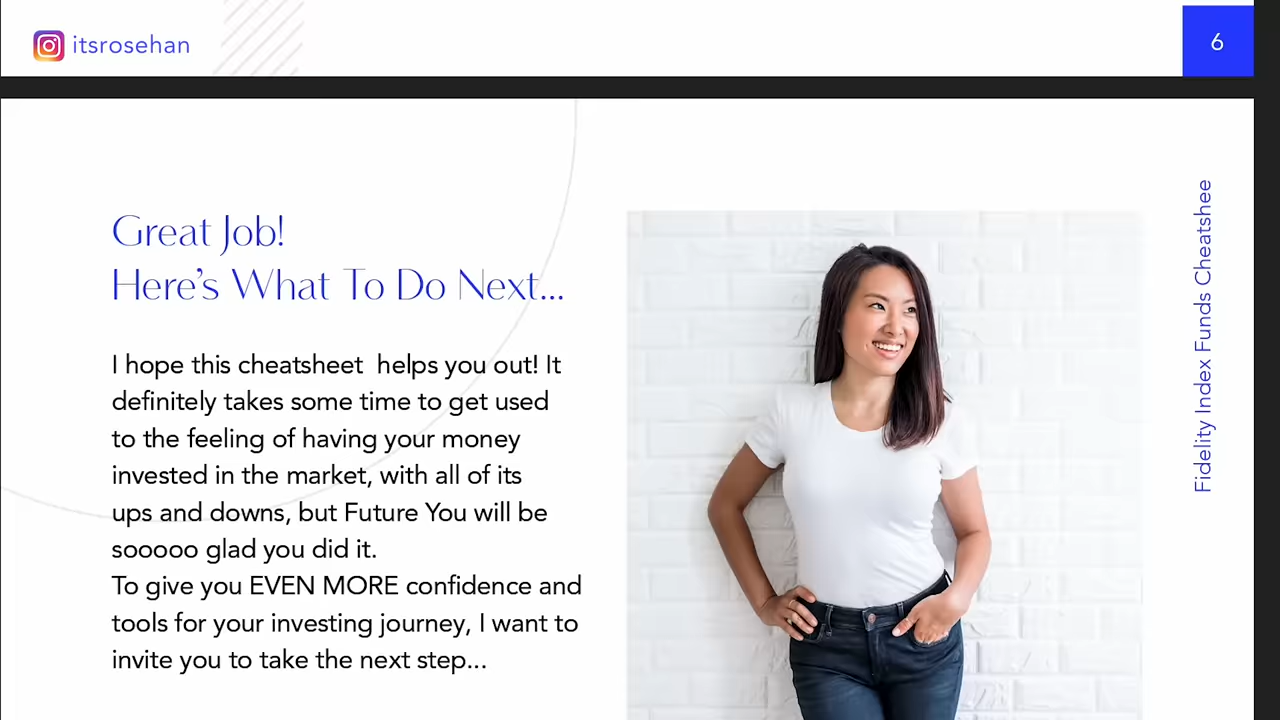 itsrosehan
6
Great Job!
Here's What To Do Next...
I hope this cheatsheet  helps you out! It
definitely takes some time to get used
to the feeling of having your money
invested in the market, with all of its
ups and downs, but Future You will be
sooooo glad you did it.
To give you EVEN MORE confidence and
tools for your investing journey, I want to
invite you to take the next step...
Fidelity Index Funds Cheatshee